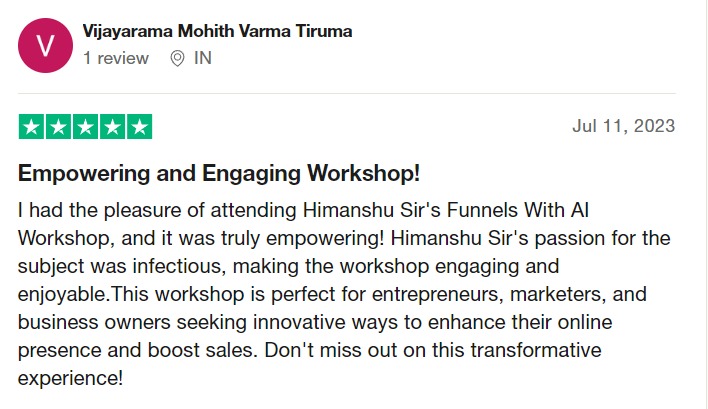 V
Vijayarama Mohith Varma Tiruma
1 review IN
Jul 11, 2023
Empowering and Engaging Workshop!
I had the pleasure of attending Himanshu Sir's Funnels With AI
Workshop, and it was truly empowering! Himanshu Sir's passion for the
subject was infectious, making the workshop engaging and
enjoyable.This workshop is perfect for entrepreneurs, marketers, and
business owners seeking innovative ways to enhance their online
presence and boost sales. Don't miss out on this transformative
experience!